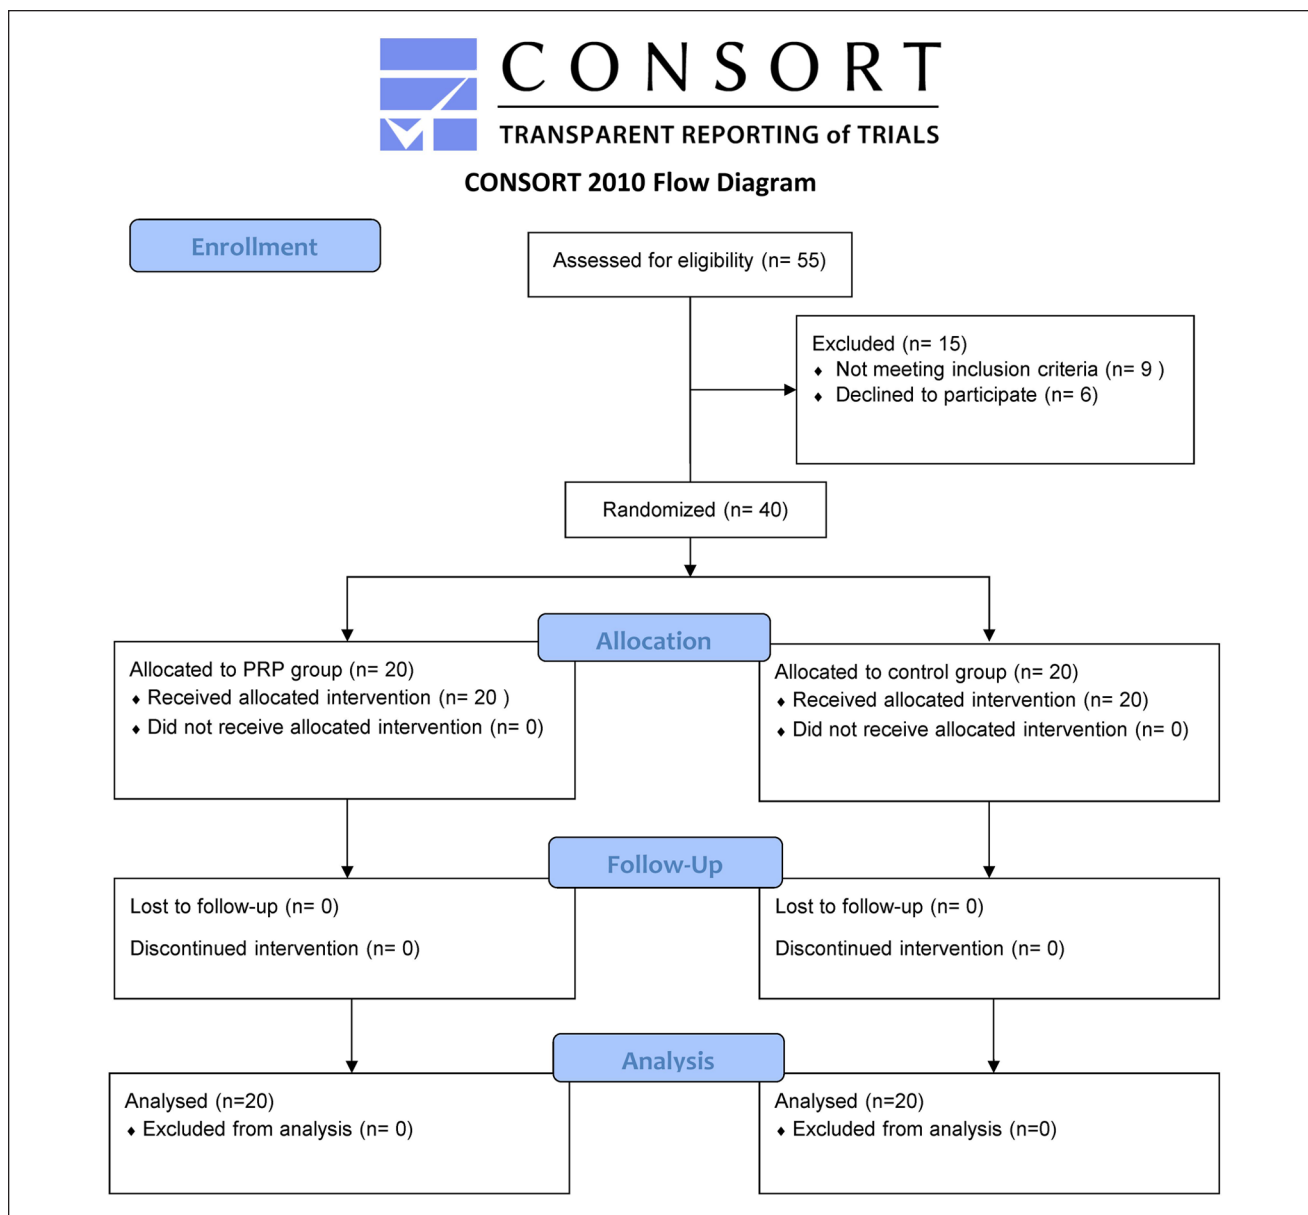 CONSORT
TRANSPARENT REPORTING of TRIALS
CONSORT 2010 Flow Diagram
Enrollment
Assessed for eligibility (n= 55)
Excluded (n= 15)
♦ Not meeting inclusion criteria (n= 9 )
♦ Declined to participate (n= 6)
Randomized (n= 40)
Allocation
Allocated to PRP group (n= 20)
♦ Received allocated intervention (n= 20 )
♦ Did not receive allocated intervention (n= 0)
Allocated to control group (n= 20)
♦ Received allocated intervention (n= 20)
♦ Did not receive allocated intervention (n= 0)
Follow-Up
Lost to follow-up (n= 0)
Discontinued intervention (n= 0)
Lost to follow-up (n= 0)
Discontinued intervention (n= 0)
Analysis
Analysed (n=20)
♦ Excluded from analysis (n= 0)
Analysed (n=20)
♦ Excluded from analysis (n=0)